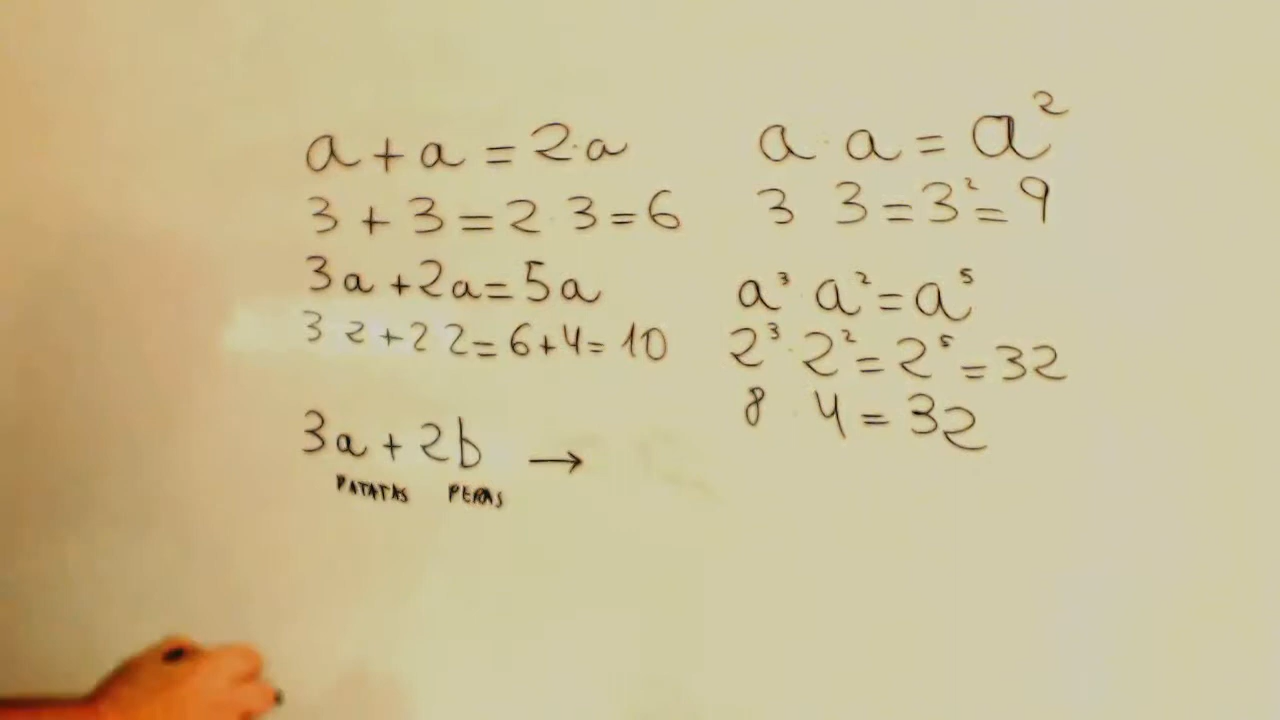 a + a = 2·a
3 + 3 = 2·3 = 6
3a + 2a = 5a
3 2 + 2 2 = 6 + 4 = 10
3a + 2b →
PATATAS PERAS
a · a = a²
3 3 = 3² = 9
a³ a² = a⁵
2³ · 2² = 2⁵ = 32
8 4 = 32